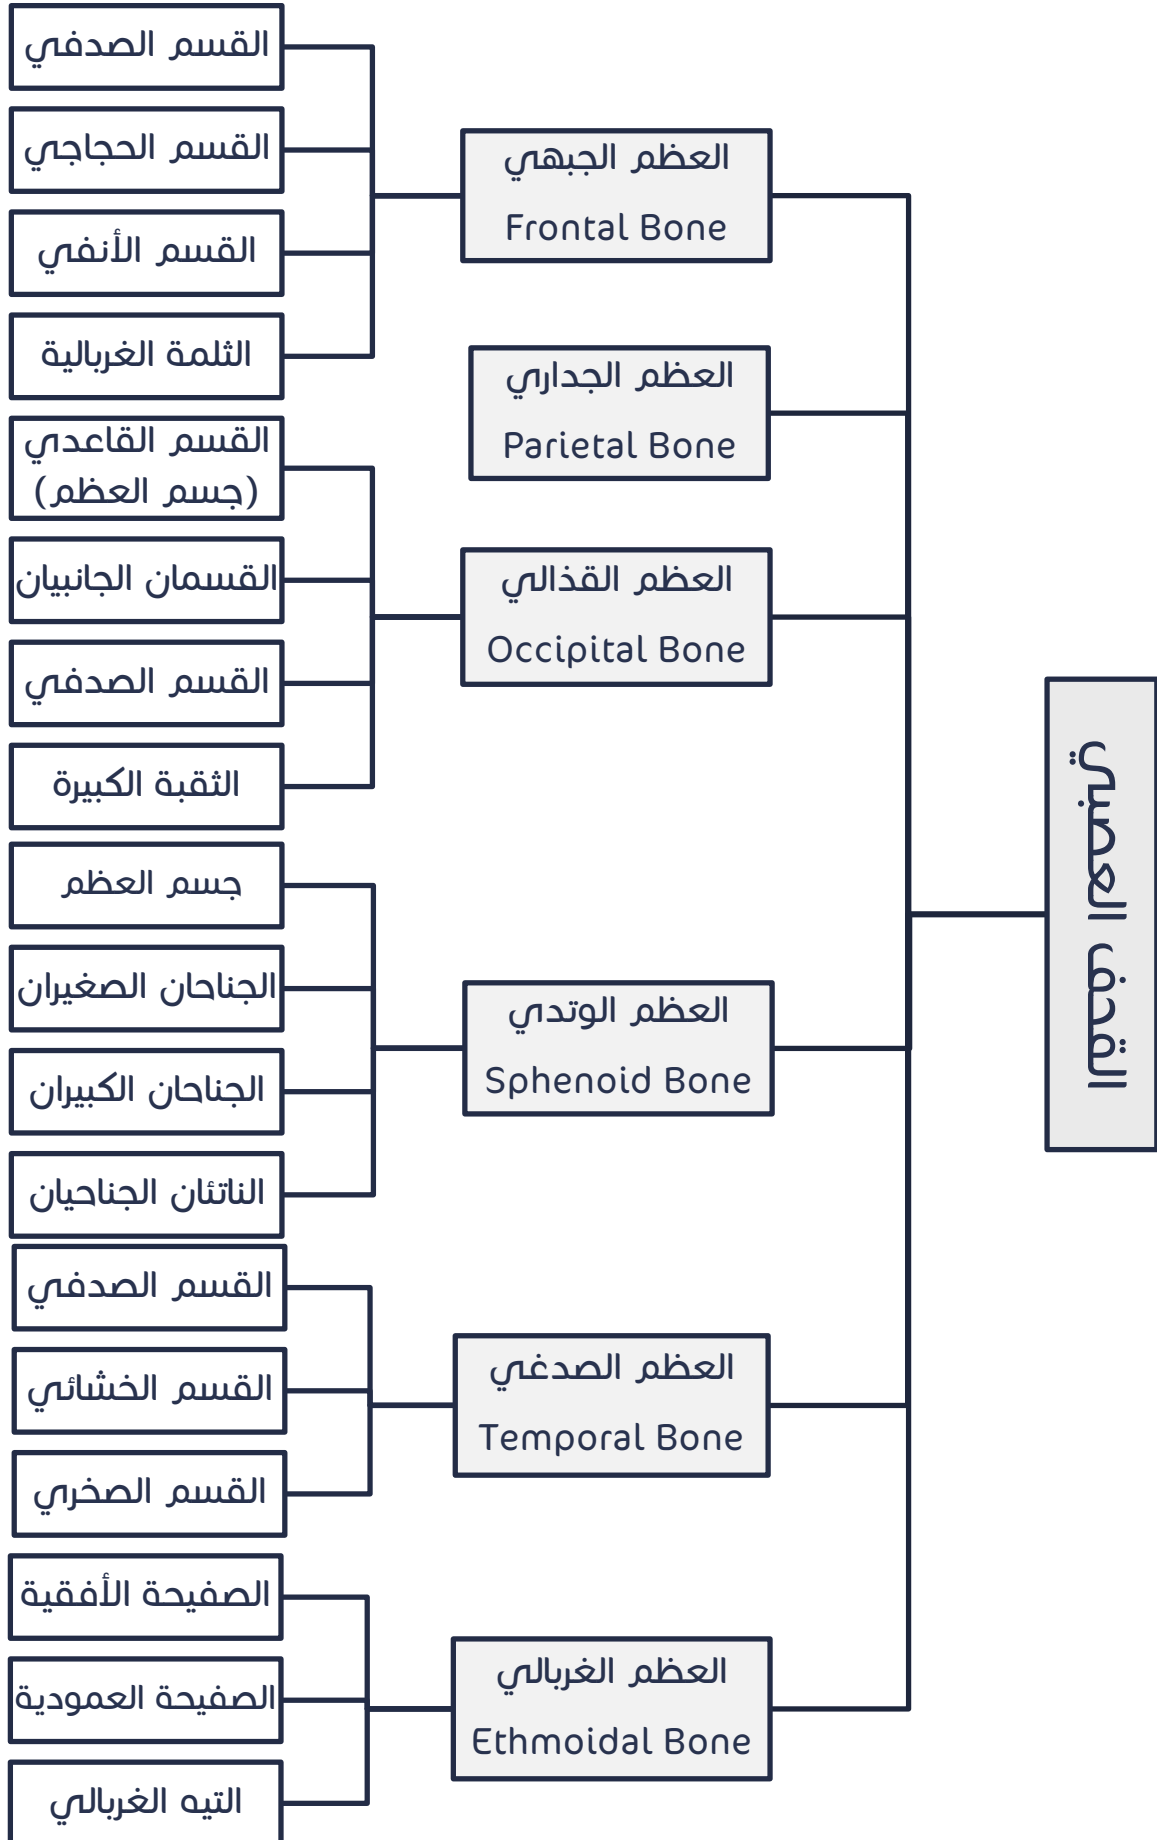 القحف العصبي
العظم الجبهي
Frontal Bone
القسم الصدفي
القسم الحجاجي
القسم الأنفي
الثلمة الغربالية
العظم الجداري
Parietal Bone
العظم القذالي
Occipital Bone
القسم القاعدي
(جسم العظم)
القسمان الجانبيان
القسم الصدفي
الثقبة الكبيرة
العظم الوتدي
Sphenoid Bone
جسم العظم
الجناحان الصغيران
الجناحان الكبيران
الناتئان الجناحيان
العظم الصدغي
Temporal Bone
القسم الصدفي
القسم الخشائي
القسم الصخري
العظم الغربالي
Ethmoidal Bone
الصفيحة الأفقية
الصفيحة العمودية
التيه الغربالي